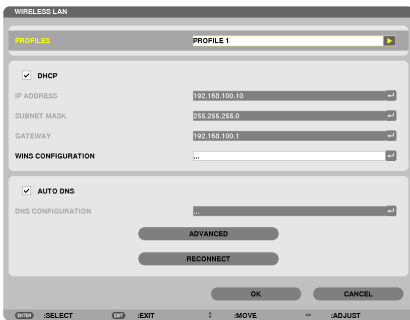 WIRELESS LAN
PROFILES PROFILE 1
DHCP
IP ADDRESS 192.168.100.10
SUBNET MASK 255.255.255.0
GATEWAY 192.168.100.1
WINS CONFIGURATION ...
AUTO DNS
DNS CONFIGURATION ...
ADVANCED
RECONNECT
OK CANCEL
ENTER :SELECT EXIT :EXIT :MOVE :ADJUST